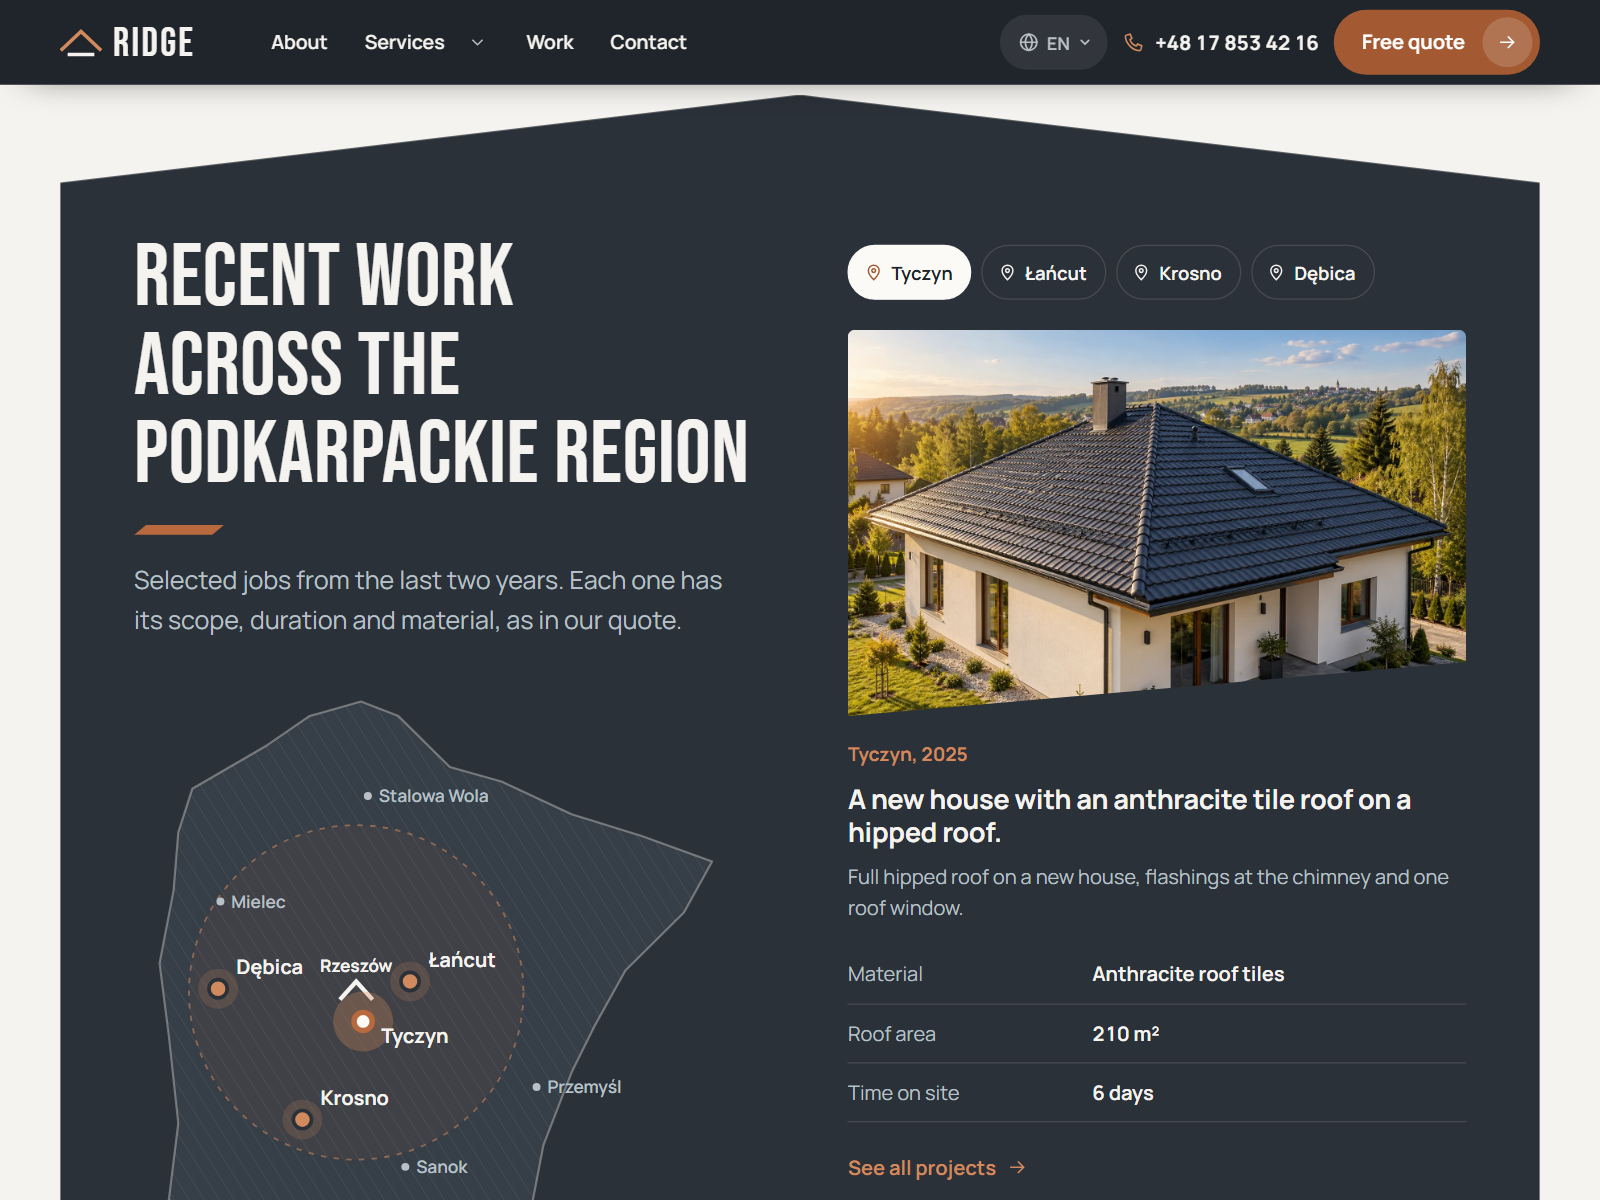 RIDGE
About
Services
Work
Contact
EN
+48 17 853 42 16
Free quote
RECENT WORK
ACROSS THE
PODKARPACKIE REGION
Selected jobs from the last two years. Each one has
its scope, duration and material, as in our quote.
Stalowa Wola
Mielec
Dębica
Rzeszów
Łańcut
Tyczyn
Krosno
Przemyśl
Sanok
Tyczyn
Łańcut
Krosno
Dębica
Tyczyn, 2025
A new house with an anthracite tile roof on a
hipped roof.
Full hipped roof on a new house, flashings at the chimney and one
roof window.
Material Anthracite roof tiles
Roof area 210 m²
Time on site 6 days
See all projects